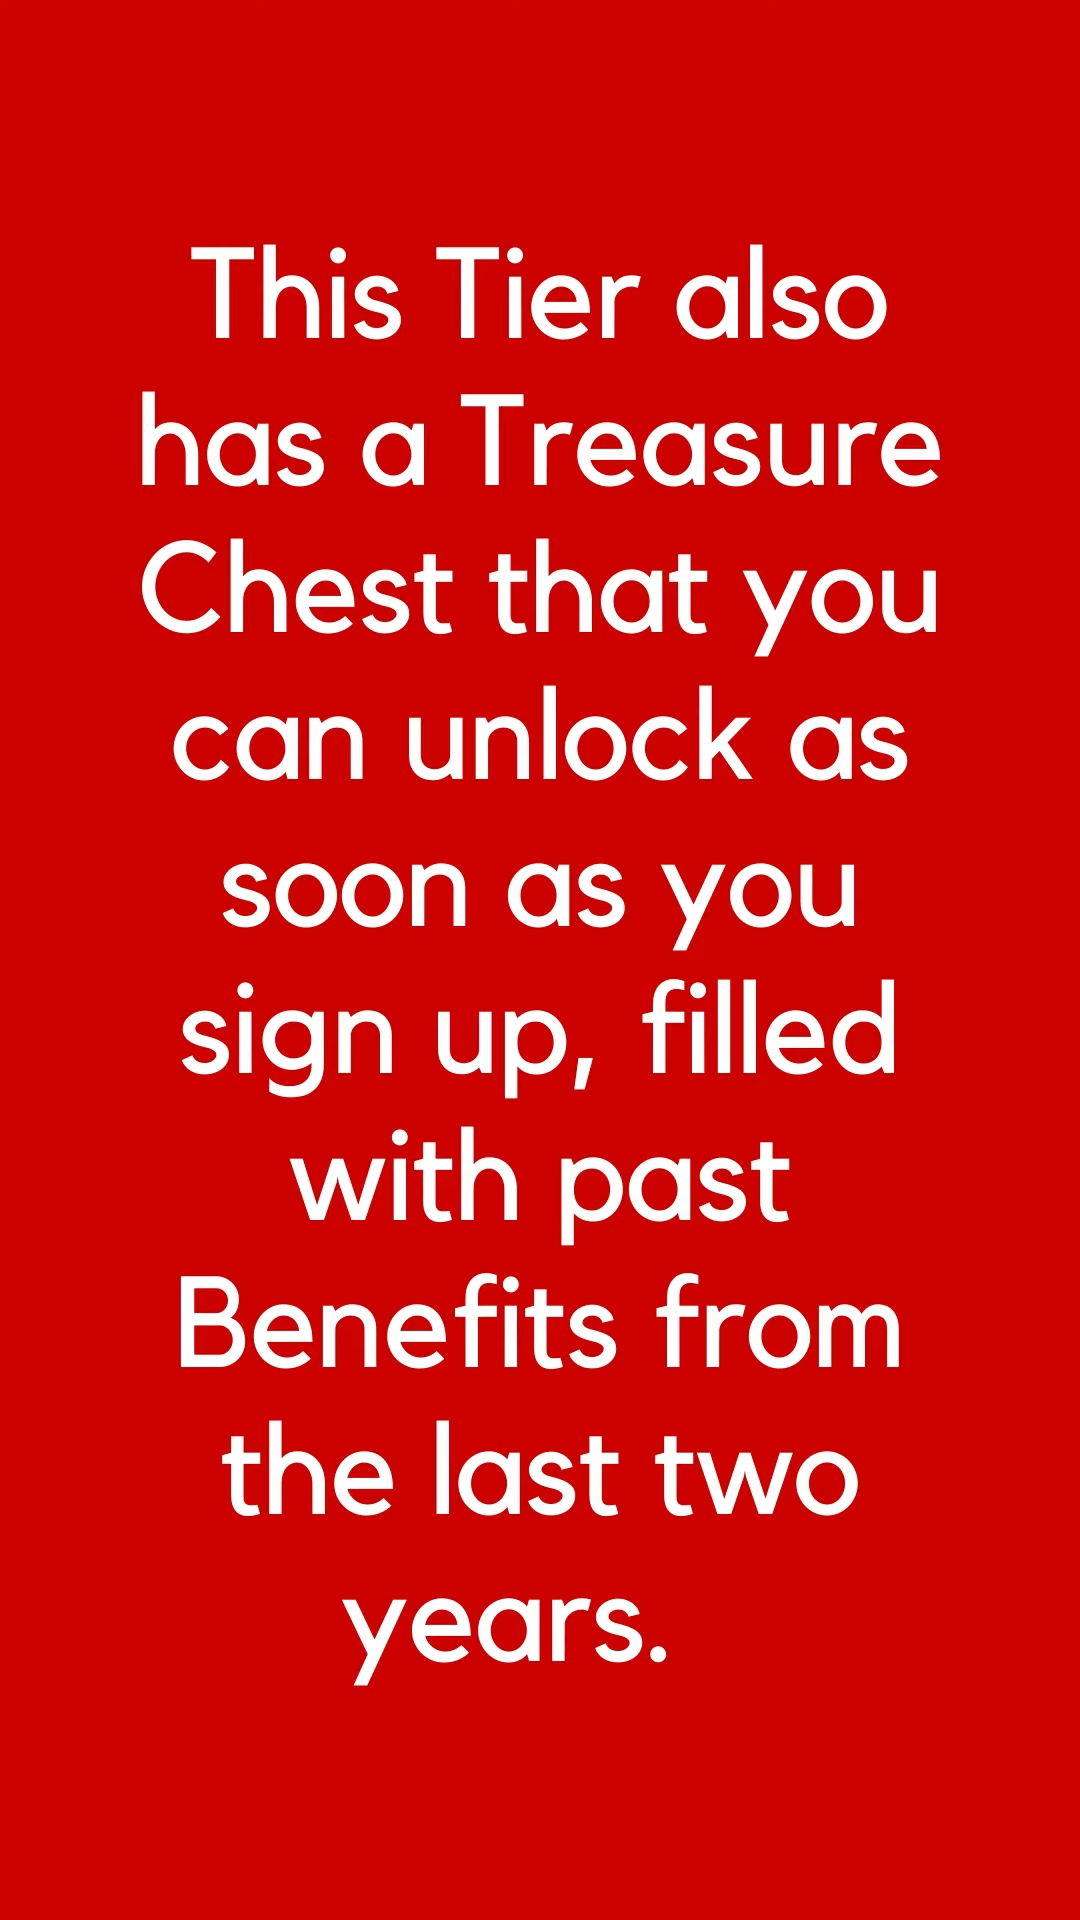 This Tier also
has a Treasure
Chest that you
can unlock as
soon as you
sign up, filled
with past
Benefits from
the last two
years.